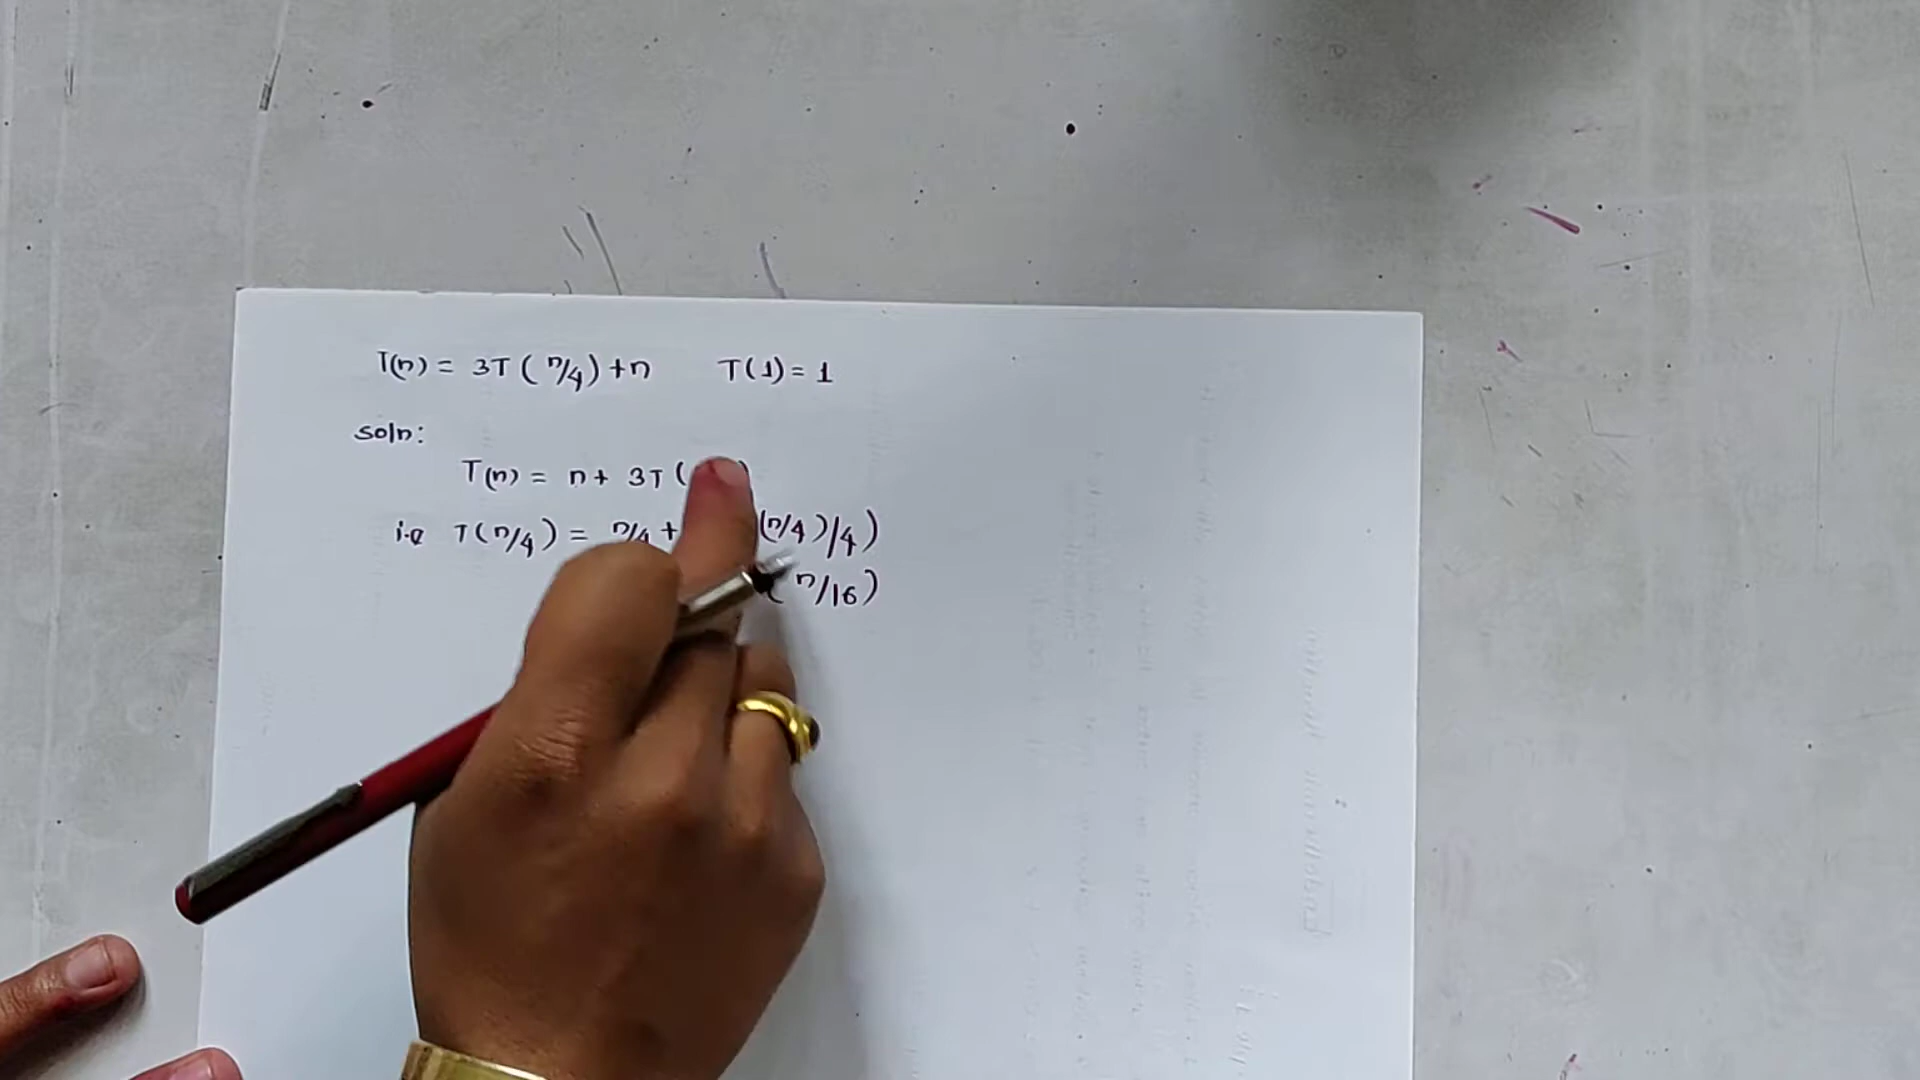 T(n) = 3T(n/4)+n T(1)=1
Soln:
T(n) = n+ 3T( )
i.e T(n/4) = n/4 + (n/4)/4)
(n/16)